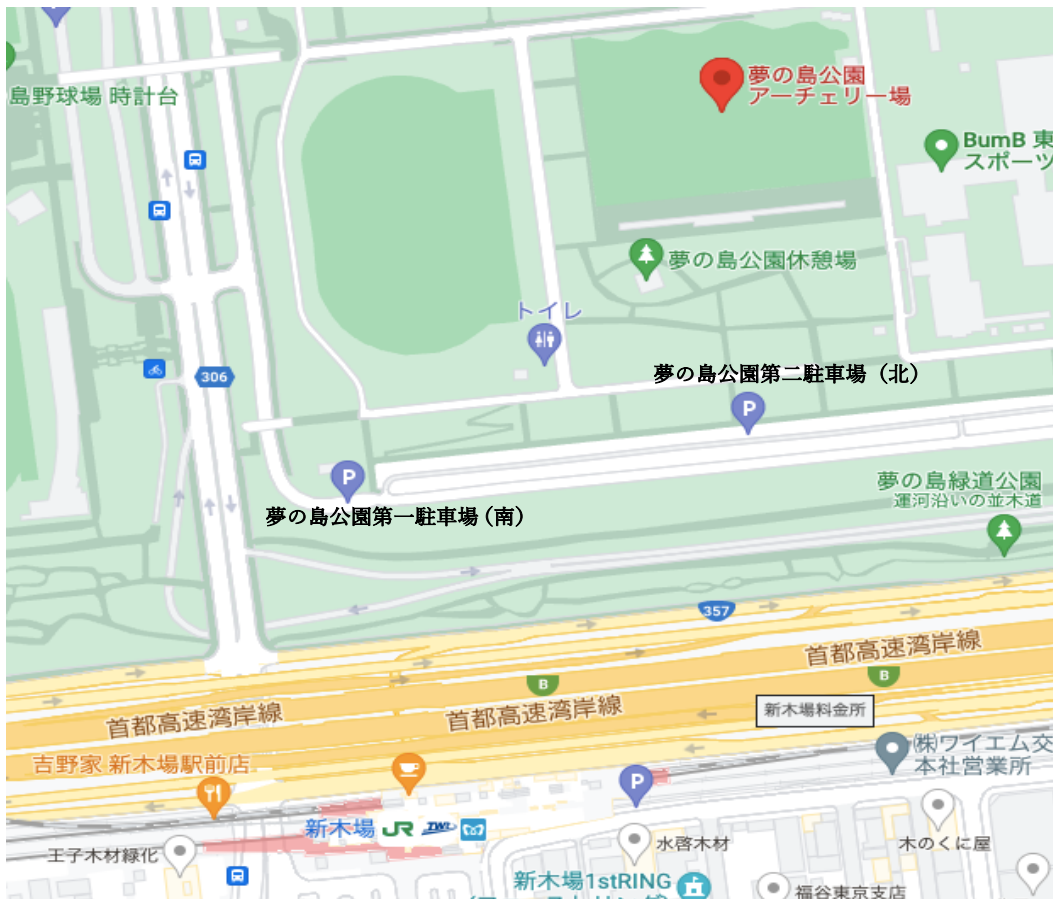 夢の島公園
アーチェリー場
島野球場 時計台
BumB 東
スポーツ
夢の島公園休憩場
トイレ
306
夢の島公園第二駐車場（北）
P
P
夢の島公園第一駐車場（南）
夢の島緑道公園
運河沿いの並木道
357
首都高速湾岸線
B
B
首都高速湾岸線
首都高速湾岸線
新木場料金所
(株)ワイエム交
本社営業所
吉野家 新木場駅前店
P
新木場 JR TWR
王子木材緑化
水啓木材
木のくに屋
新木場1stRING
福谷東京支店